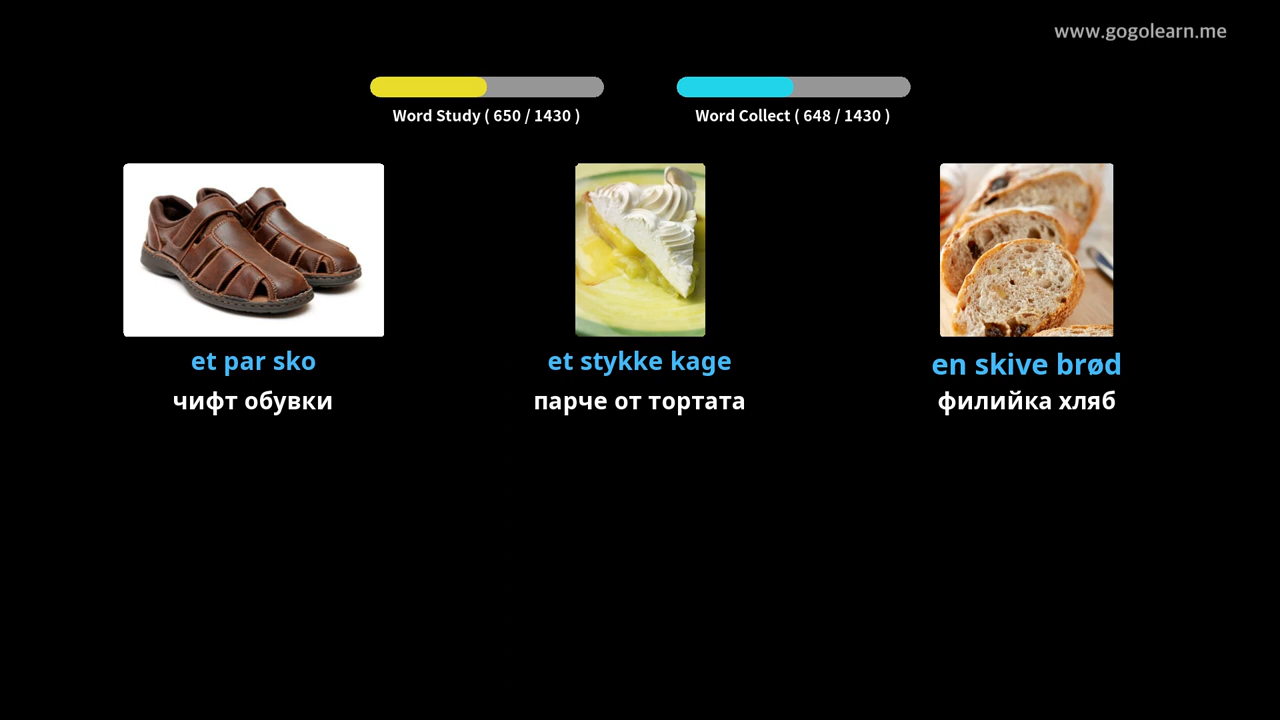 www.gogolearn.me
Word Study ( 650 / 1430 )
Word Collect ( 648 / 1430 )
et par sko
et stykke kage
en skive brød
чифт обувки
парче от тортата
филийка хляб